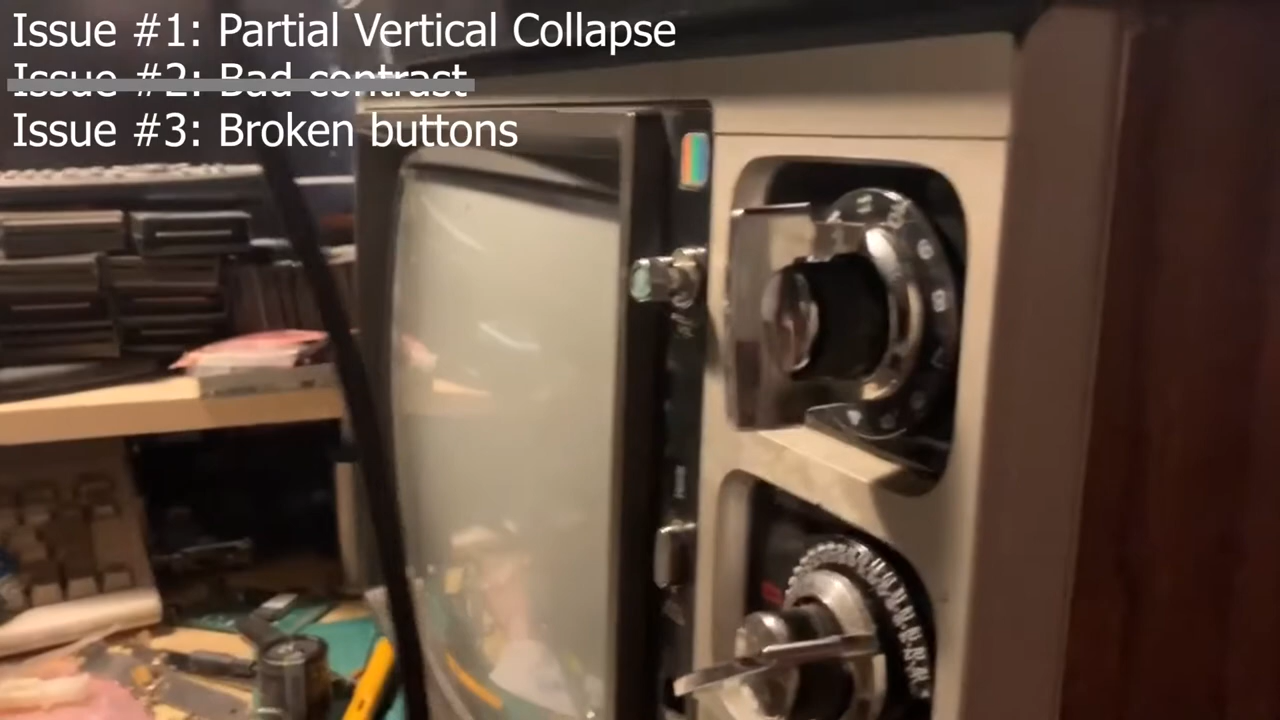 Issue #1: Partial Vertical Collapse
Issue #2: Bad contrast
Issue #3: Broken buttons